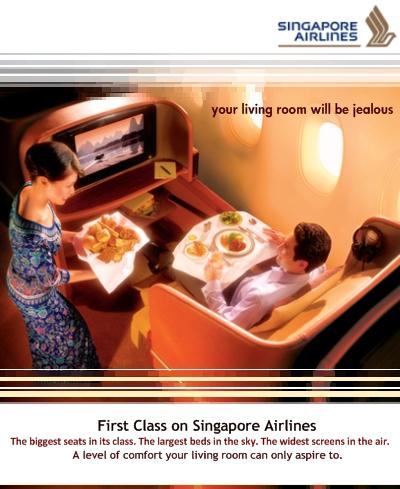 SINGAPORE
AIRLINES
your living room will be jealous
First Class on Singapore Airlines
The biggest seats in its class. The largest beds in the sky. The widest screens in the air.
A level of comfort your living room can only aspire to.